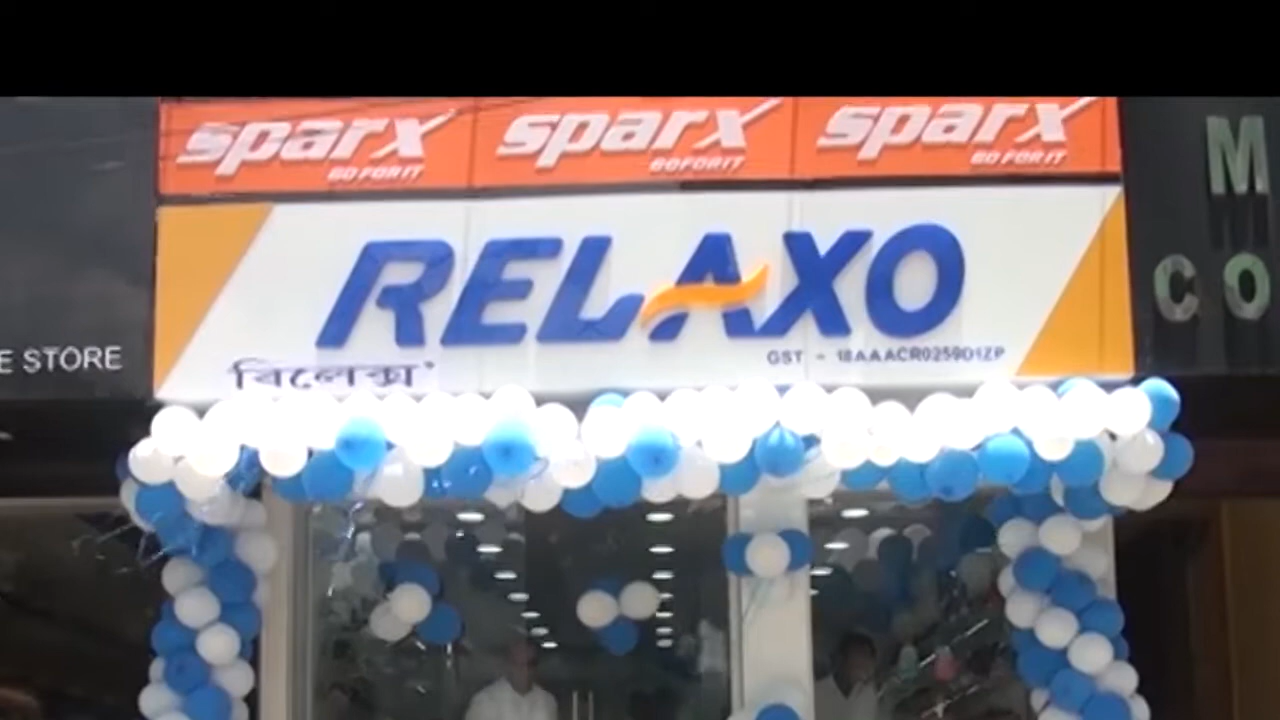 sparx sparx sparx
GO FOR IT GO FOR IT GO FOR IT
RELAXO
GST - 18AAACR0259D1ZP
ৰিলেক্স'
E STORE
M
CO